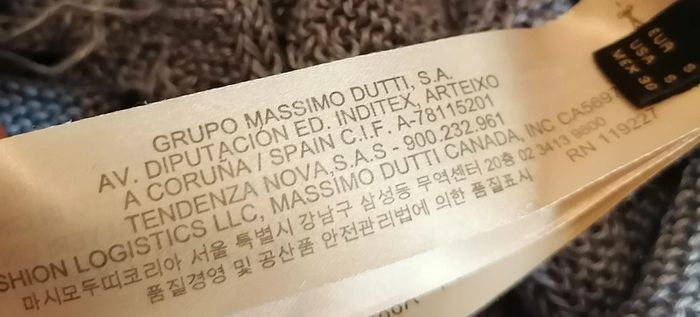 GRUPO MASSIMO DUTTI, S.A.
AV. DIPUTACIÓN ED. INDITEX, ARTEIXO
A CORUÑA / SPAIN C.I.F. A-78115201
TENDENZA NOVA,S.A.S - 900.232.961
SHION LOGISTICS LLC, MASSIMO DUTTI CANADA, INC CA5697
마시모두띠코리아 서울 특별시 강남구 삼성동 무역센터 20층 02 3413 9800
품질경영 및 공산품 안전관리법에 의한 품질표시
RN 119227
EUR S
USA S
MEX 26